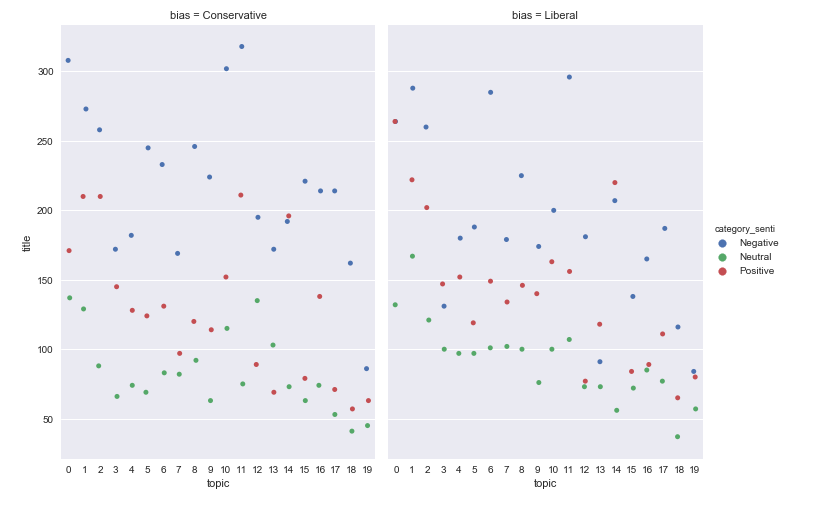 bias = Conservative
bias = Liberal
300
250
200
150
100
50
title
0 1 2 3 4 5 6 7 8 9 10 11 12 13 14 15 16 17 18 19
topic
0 1 2 3 4 5 6 7 8 9 10 11 12 13 14 15 16 17 18 19
topic
category_senti
Negative
Neutral
Positive